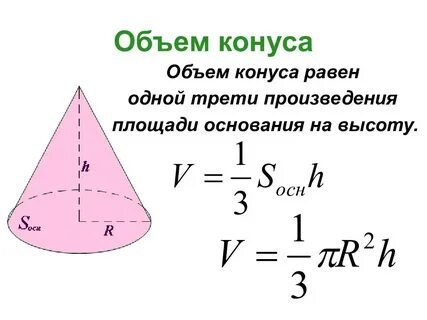 Объем конуса
Объем конуса равен
одной трети произведения
площади основания на высоту.
h
V = 1/3 Sосн h
Sосн
R
V = 1/3 πR²h